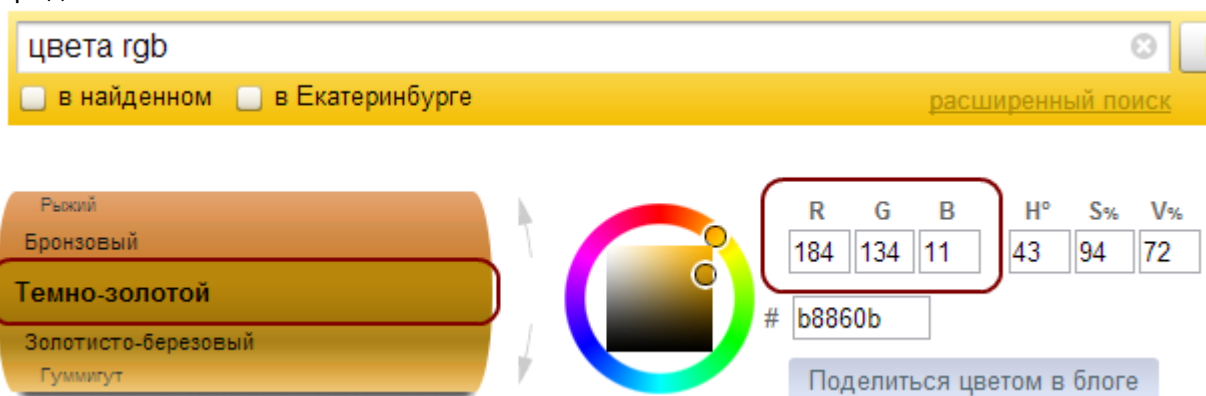 цвета rgb
в найденном в Екатеринбурге
расширенный поиск
Рыжий
Бронзовый
Темно-золотой
Золотисто-березовый
Гуммигут
R G B H° S% V%
184 134 11 43 94 72
# b8860b
Поделиться цветом в блоге